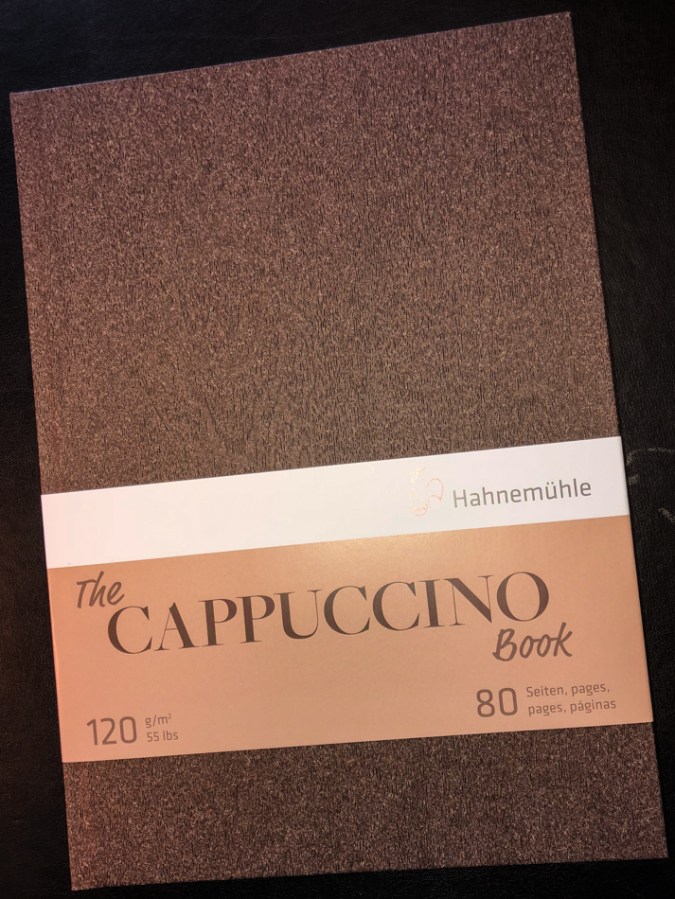 Hahnemühle
The
CAPPUCCINO
Book
120 g/m²
55 lbs
80 Seiten, pages,
pages, páginas